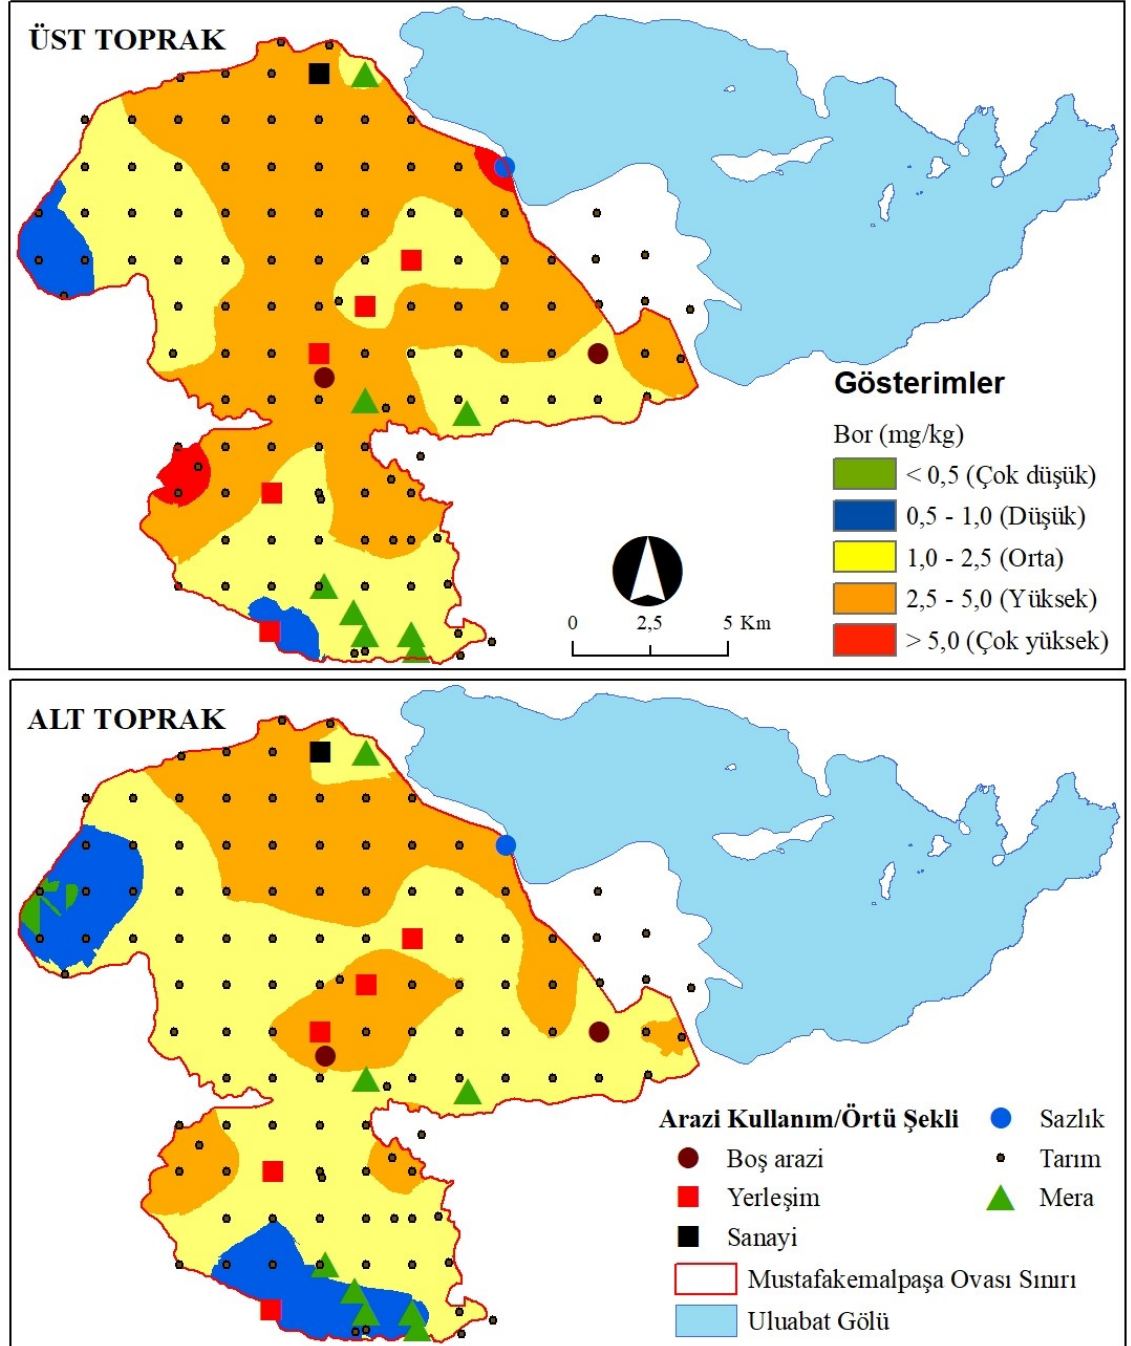 ÜST TOPRAK
Gösterimler
Bor (mg/kg)
< 0,5 (Çok düşük)
0,5 - 1,0 (Düşük)
1,0 - 2,5 (Orta)
2,5 - 5,0 (Yüksek)
> 5,0 (Çok yüksek)
0 2,5 5 Km
ALT TOPRAK
Arazi Kullanım/Örtü Şekli
Boş arazi
Yerleşim
Sanayi
Sazlık
Tarım
Mera
Mustafakemalpaşa Ovası Sınırı
Uluabat Gölü